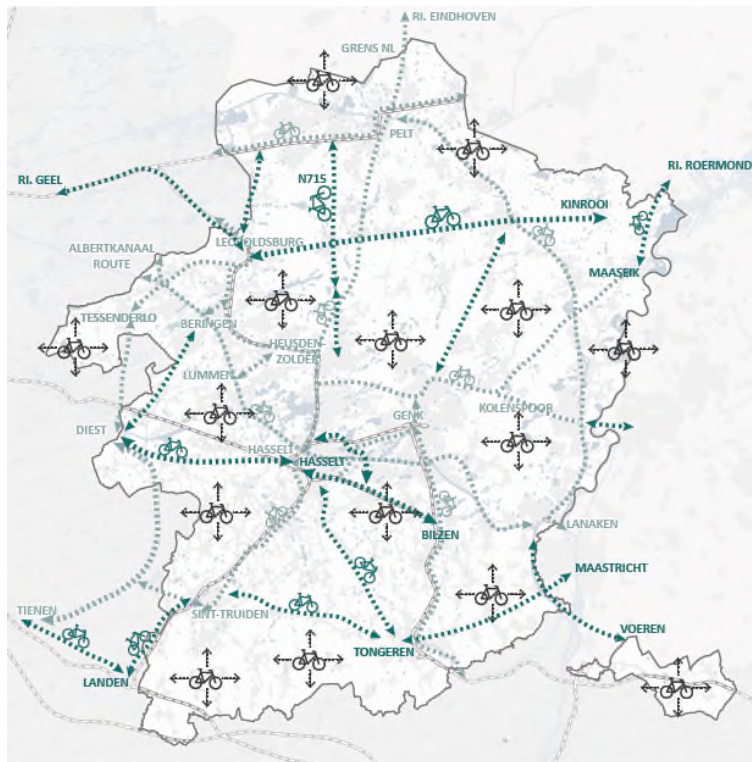 RI. EINDHOVEN
GRENS NL
PELT
RI. GEEL
N715
RI. ROERMOND
KINROOI
LEOPOLDSBURG
ALBERTKANAAL
ROUTE
MAASEIK
TESSENDERLO
BERINGEN
HEUSDEN-
ZOLDER
LUMMEN
KOLENSPOOR
GENK
DIEST
HASSELT
HASSELT
BILZEN
LANAKEN
MAASTRICHT
TIENEN
SINT-TRUIDEN
VOEREN
TONGEREN
LANDEN